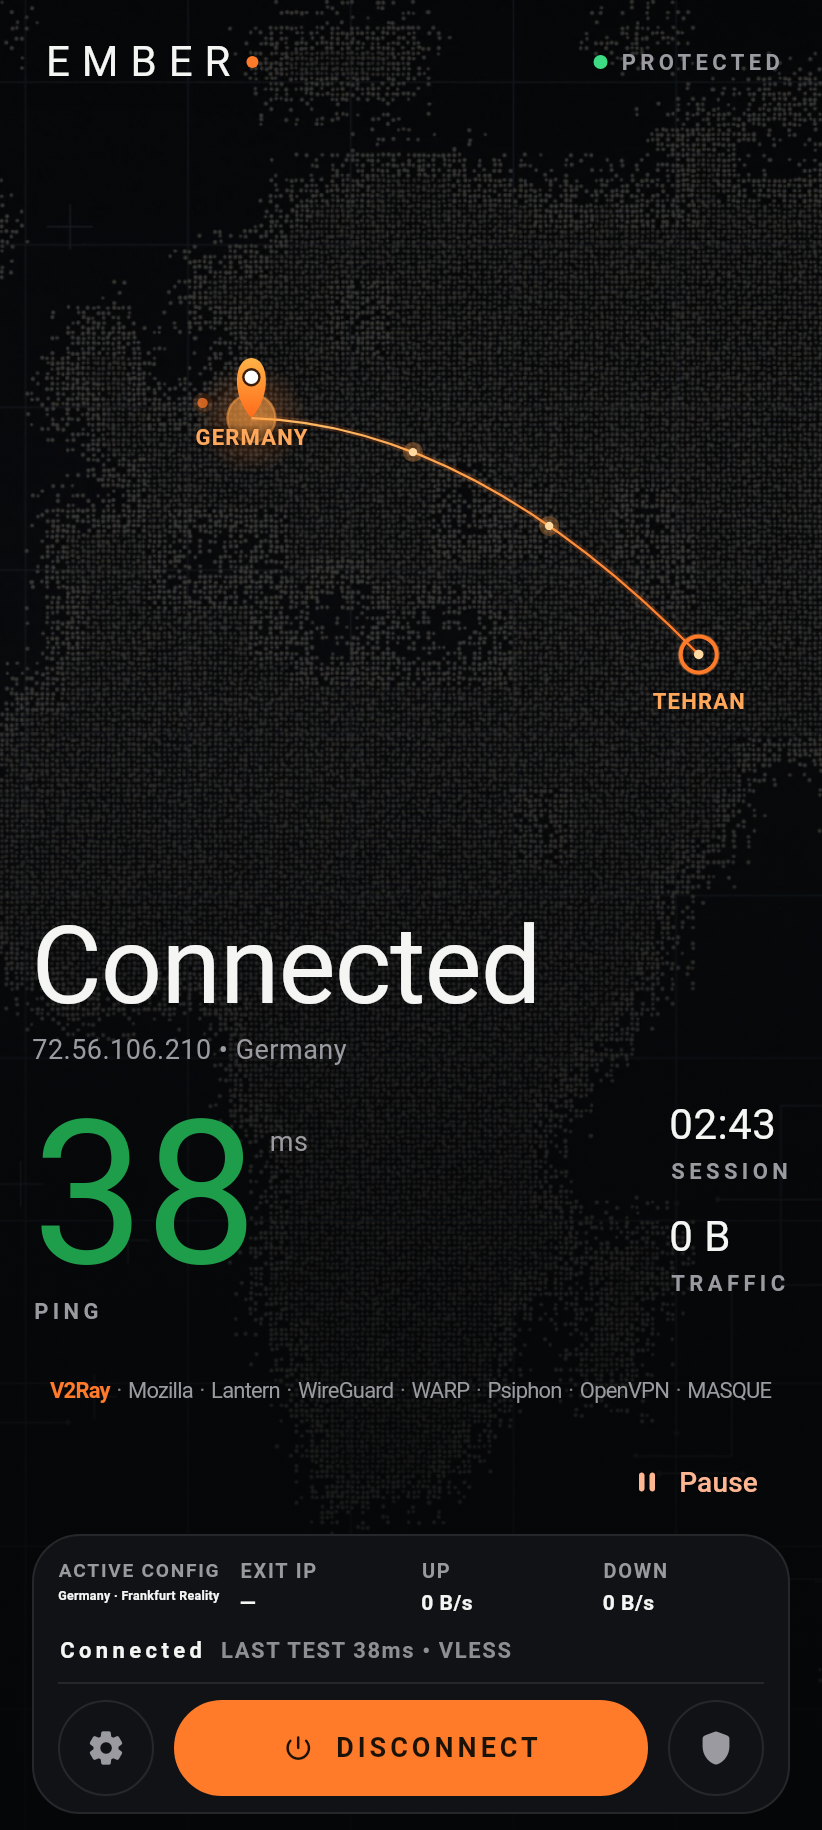 EMBER
PROTECTED
GERMANY
TEHRAN
Connected
72.56.106.210 • Germany
38 ms
PING
02:43
SESSION
0 B
TRAFFIC
V2Ray · Mozilla · Lantern · WireGuard · WARP · Psiphon · OpenVPN · MASQUE
Pause
ACTIVE CONFIG EXIT IP UP DOWN
Germany · Frankfurt Reality — 0 B/s 0 B/s
Connected LAST TEST 38ms • VLESS
DISCONNECT